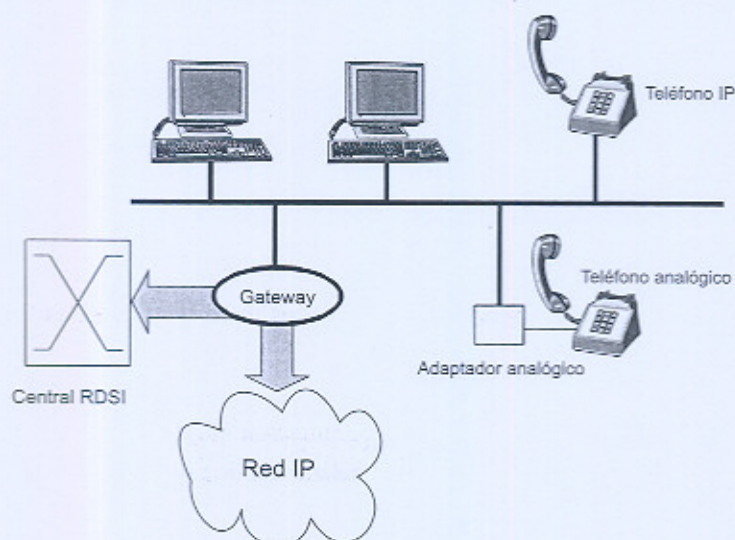 Teléfono IP
Teléfono analógico
Gateway
Adaptador analógico
Central RDSI
Red IP